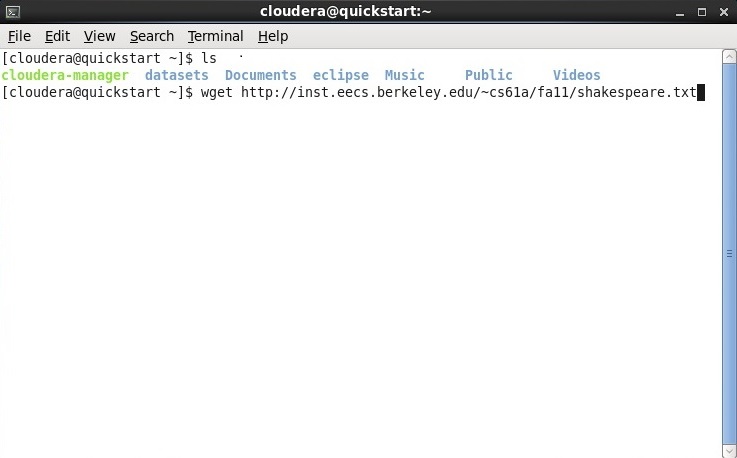 cloudera@quickstart:~
File Edit View Search Terminal Help
[cloudera@quickstart ~]$ ls
cloudera-manager datasets Documents eclipse Music Public Videos
[cloudera@quickstart ~]$ wget http://inst.eecs.berkeley.edu/~cs61a/fa11/shakespeare.txt